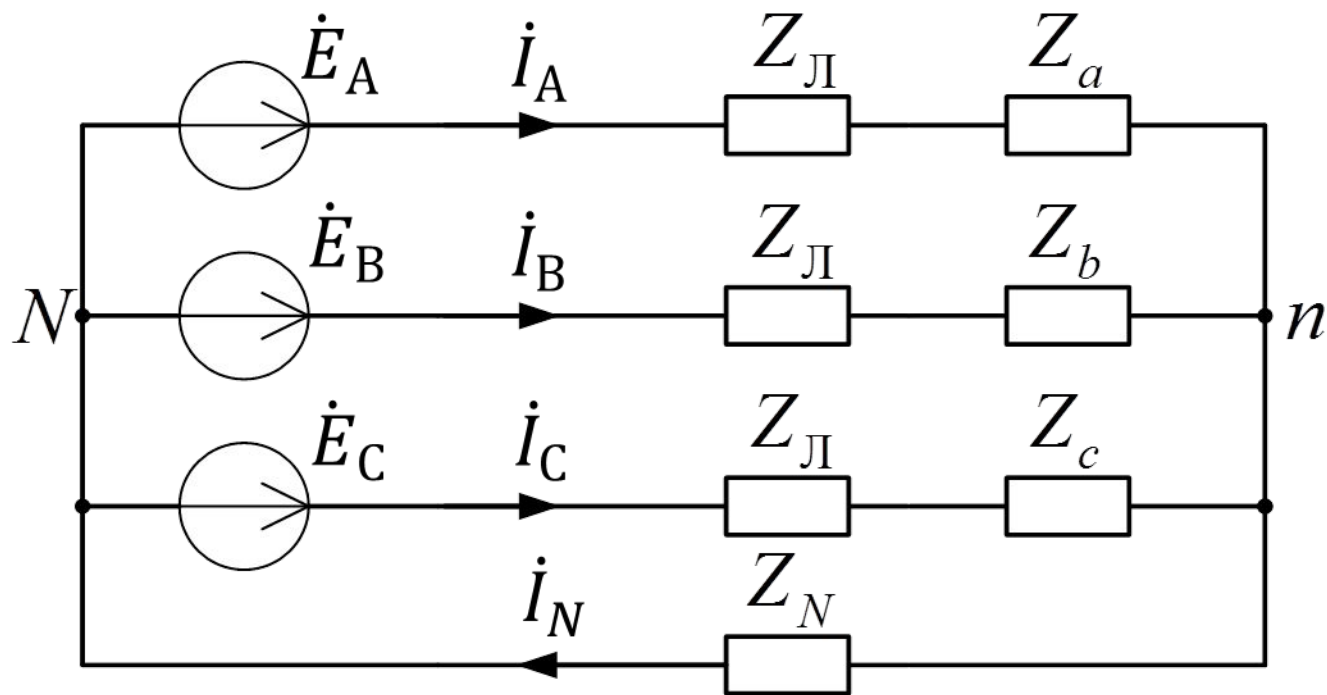 Ė_A İ_A Z_Л Z_a
Ė_B İ_B Z_Л Z_b
N n
Ė_C İ_C Z_Л Z_c
İ_N Z_N